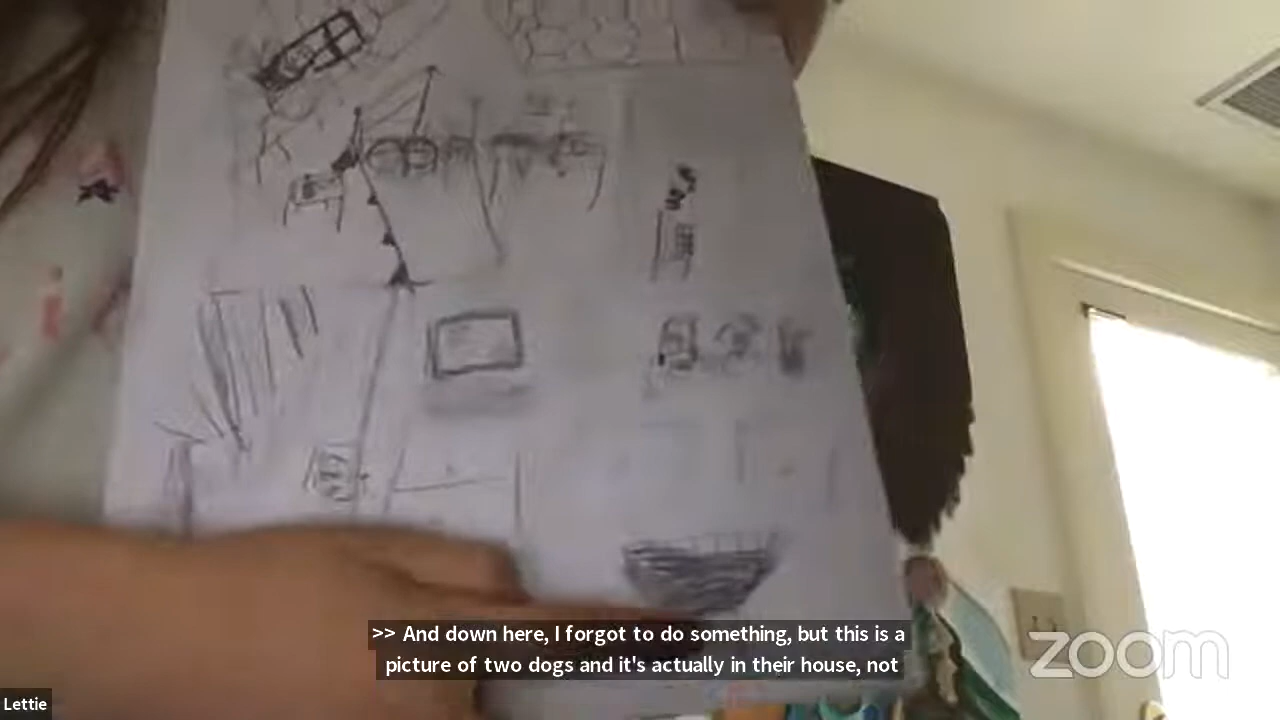 >> And down here, I forgot to do something, but this is a
picture of two dogs and it's actually in their house, not
zoom
Lettie